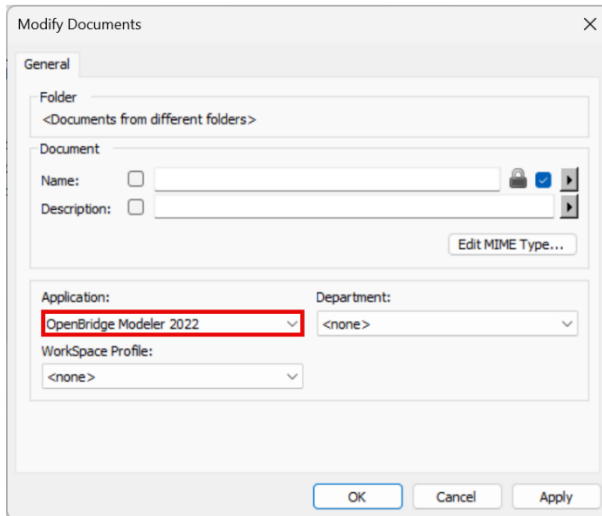 Modify Documents
General
Folder
<Documents from different folders>
Document
Name:
Description:
Edit MIME Type...
Application: Department:
OpenBridge Modeler 2022 <none>
WorkSpace Profile:
<none>
OK Cancel Apply